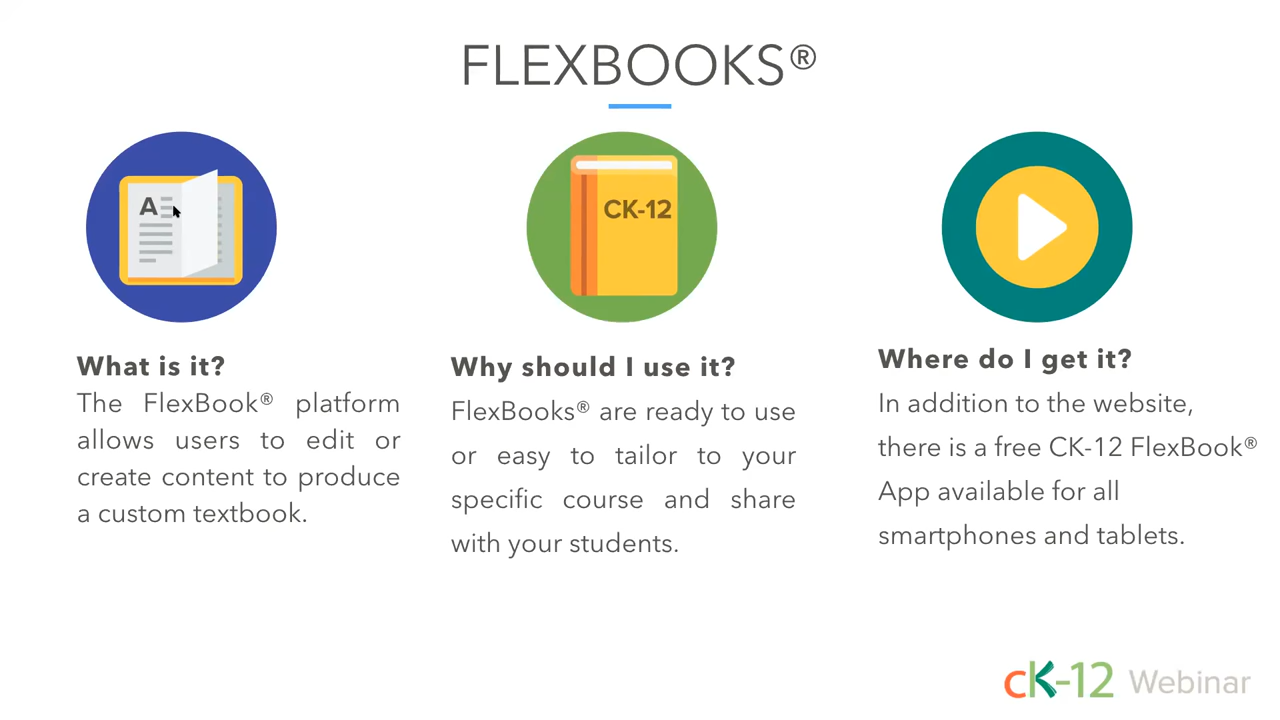 FLEXBOOKS®
A
CK-12
What is it?
The FlexBook® platform
allows users to edit or
create content to produce
a custom textbook.
Why should I use it?
FlexBooks® are ready to use
or easy to tailor to your
specific course and share
with your students.
Where do I get it?
In addition to the website,
there is a free CK-12 FlexBook®
App available for all
smartphones and tablets.
cK-12 Webinar